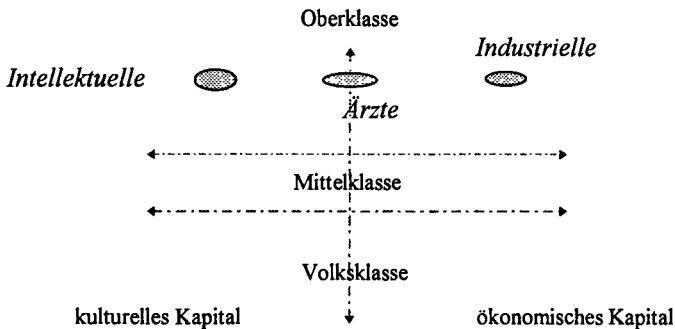 Oberklasse
Industrielle
Intellektuelle
Ärzte
Mittelklasse
Volksklasse
kulturelles Kapital
ökonomisches Kapital